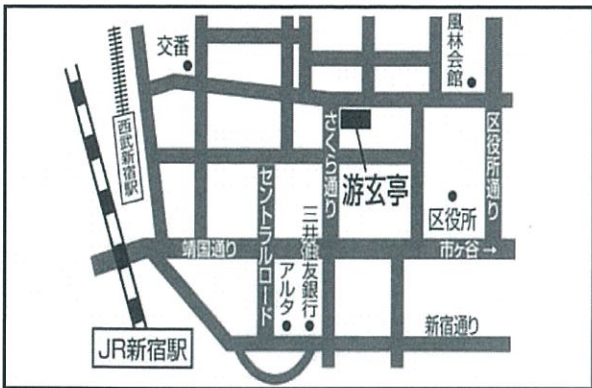 交番
風林会館
西武新宿駅
さくら通り
游玄亭
区役所通り
区役所
セントラルロード
靖国通り
市ヶ谷→
三井住友銀行
アルタ
新宿通り
JR新宿駅